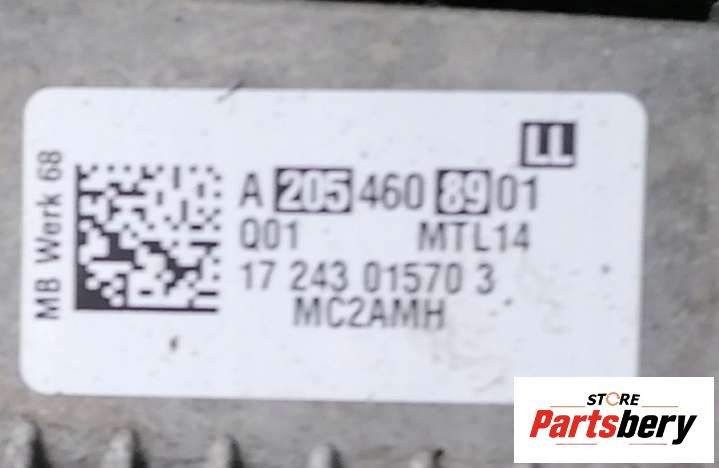 LL
MB Werk 68
A 205 460 89 01
Q01 MTL14
17 243 01570 3
MC2AMH
STORE
Partsbery